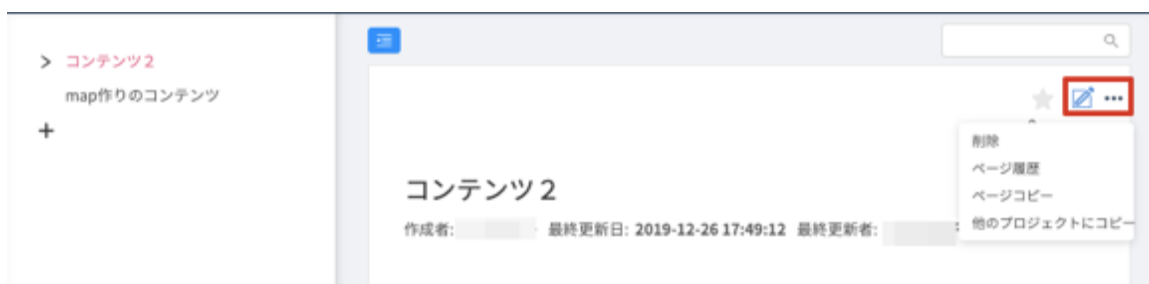 コンテンツ2
map作りのコンテンツ
コンテンツ2
作成者: 最終更新日: 2019-12-26 17:49:12 最終更新者:
削除
ページ履歴
ページコピー
他のプロジェクトにコピー